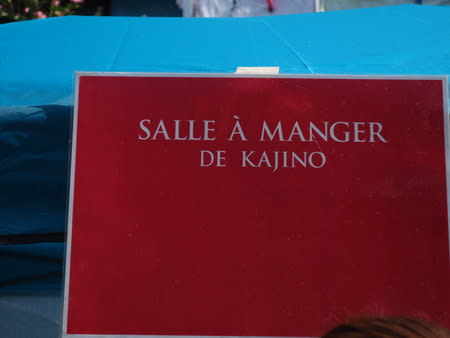 SALLE À MANGER
DE KAJINO